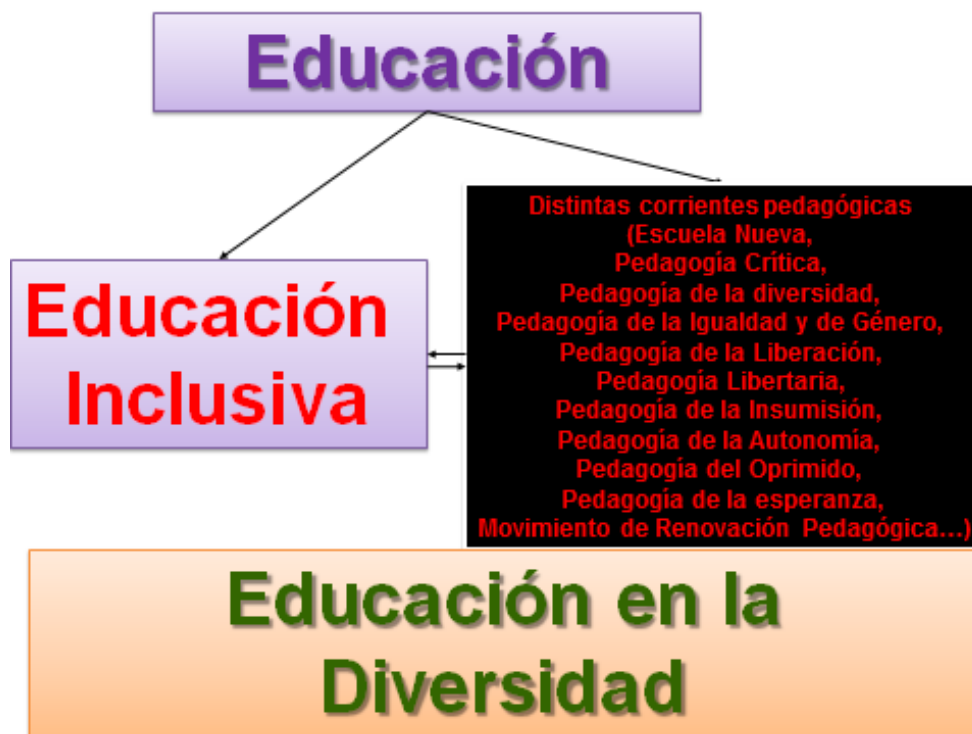 Educación
Educación
Inclusiva
Distintas corrientes pedagógicas
(Escuela Nueva,
Pedagogía Crítica,
Pedagogía de la diversidad,
Pedagogía de la Igualdad y de Género,
Pedagogía de la Liberación,
Pedagogía Libertaria,
Pedagogía de la Insumisión,
Pedagogía de la Autonomía,
Pedagogía del Oprimido,
Pedagogía de la esperanza,
Movimiento de Renovación Pedagógica...)
Educación en la
Diversidad